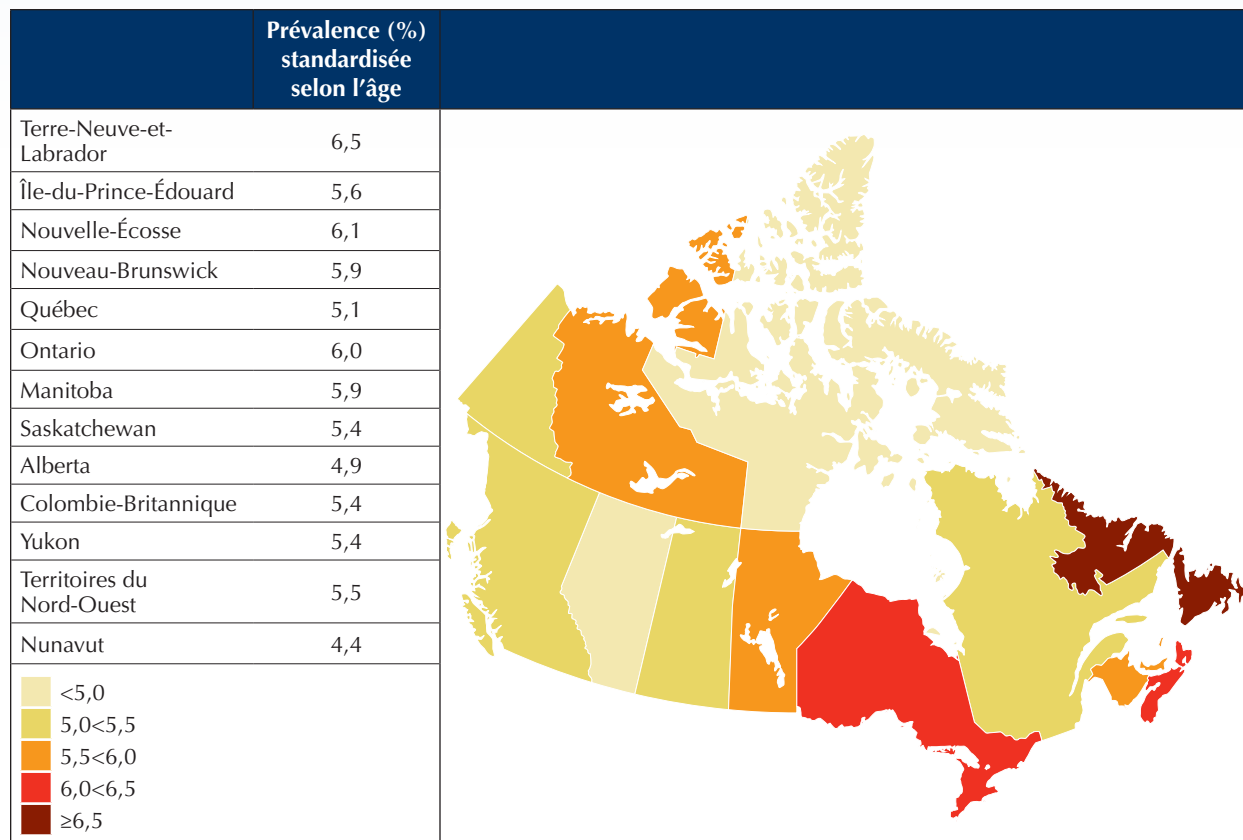 Prévalence (%)
standardisée
selon l'âge
Terre-Neuve-et-
Labrador
6,5
Île-du-Prince-Édouard 5,6
Nouvelle-Écosse 6,1
Nouveau-Brunswick 5,9
Québec 5,1
Ontario 6,0
Manitoba 5,9
Saskatchewan 5,4
Alberta 4,9
Colombie-Britannique 5,4
Yukon 5,4
Territoires du
Nord-Ouest
5,5
Nunavut 4,4
<5,0
5,0<5,5
5,5<6,0
6,0<6,5
≥6,5